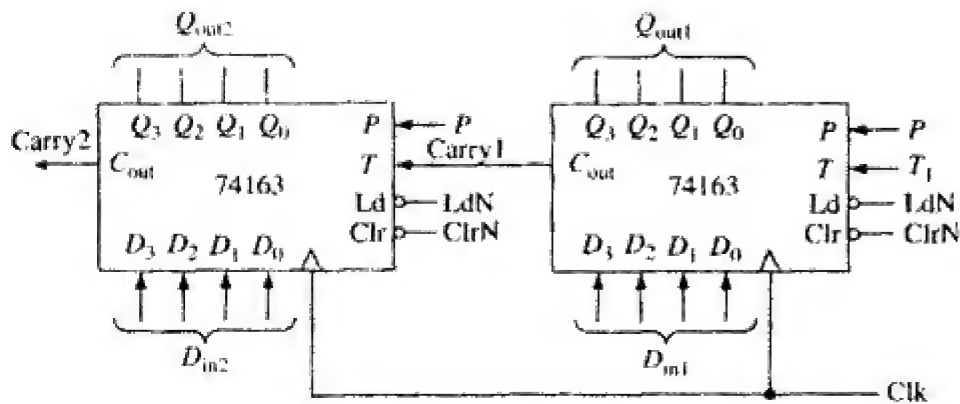 Qout2 Qout1
Q3 Q2 Q1 Q0 P P Q3 Q2 Q1 Q0 P P
Carry2 Cout T Carry1 Cout T T1
74163 74163
Ld LdN Ld LdN
Clr ClrN Clr ClrN
D3 D2 D1 D0 D3 D2 D1 D0
Din2 Din1
Clk